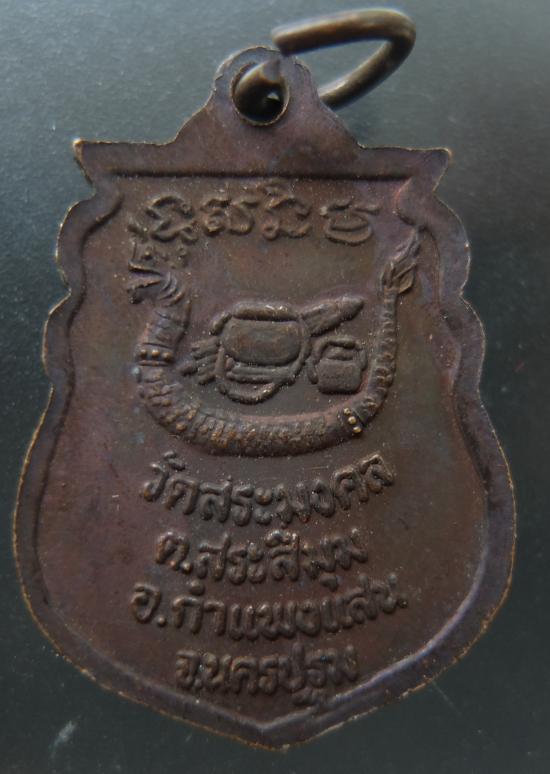 วัดสระมงคล
ต.สระสี่มุม
อ.กำแพงแสน
จ.นครปฐม